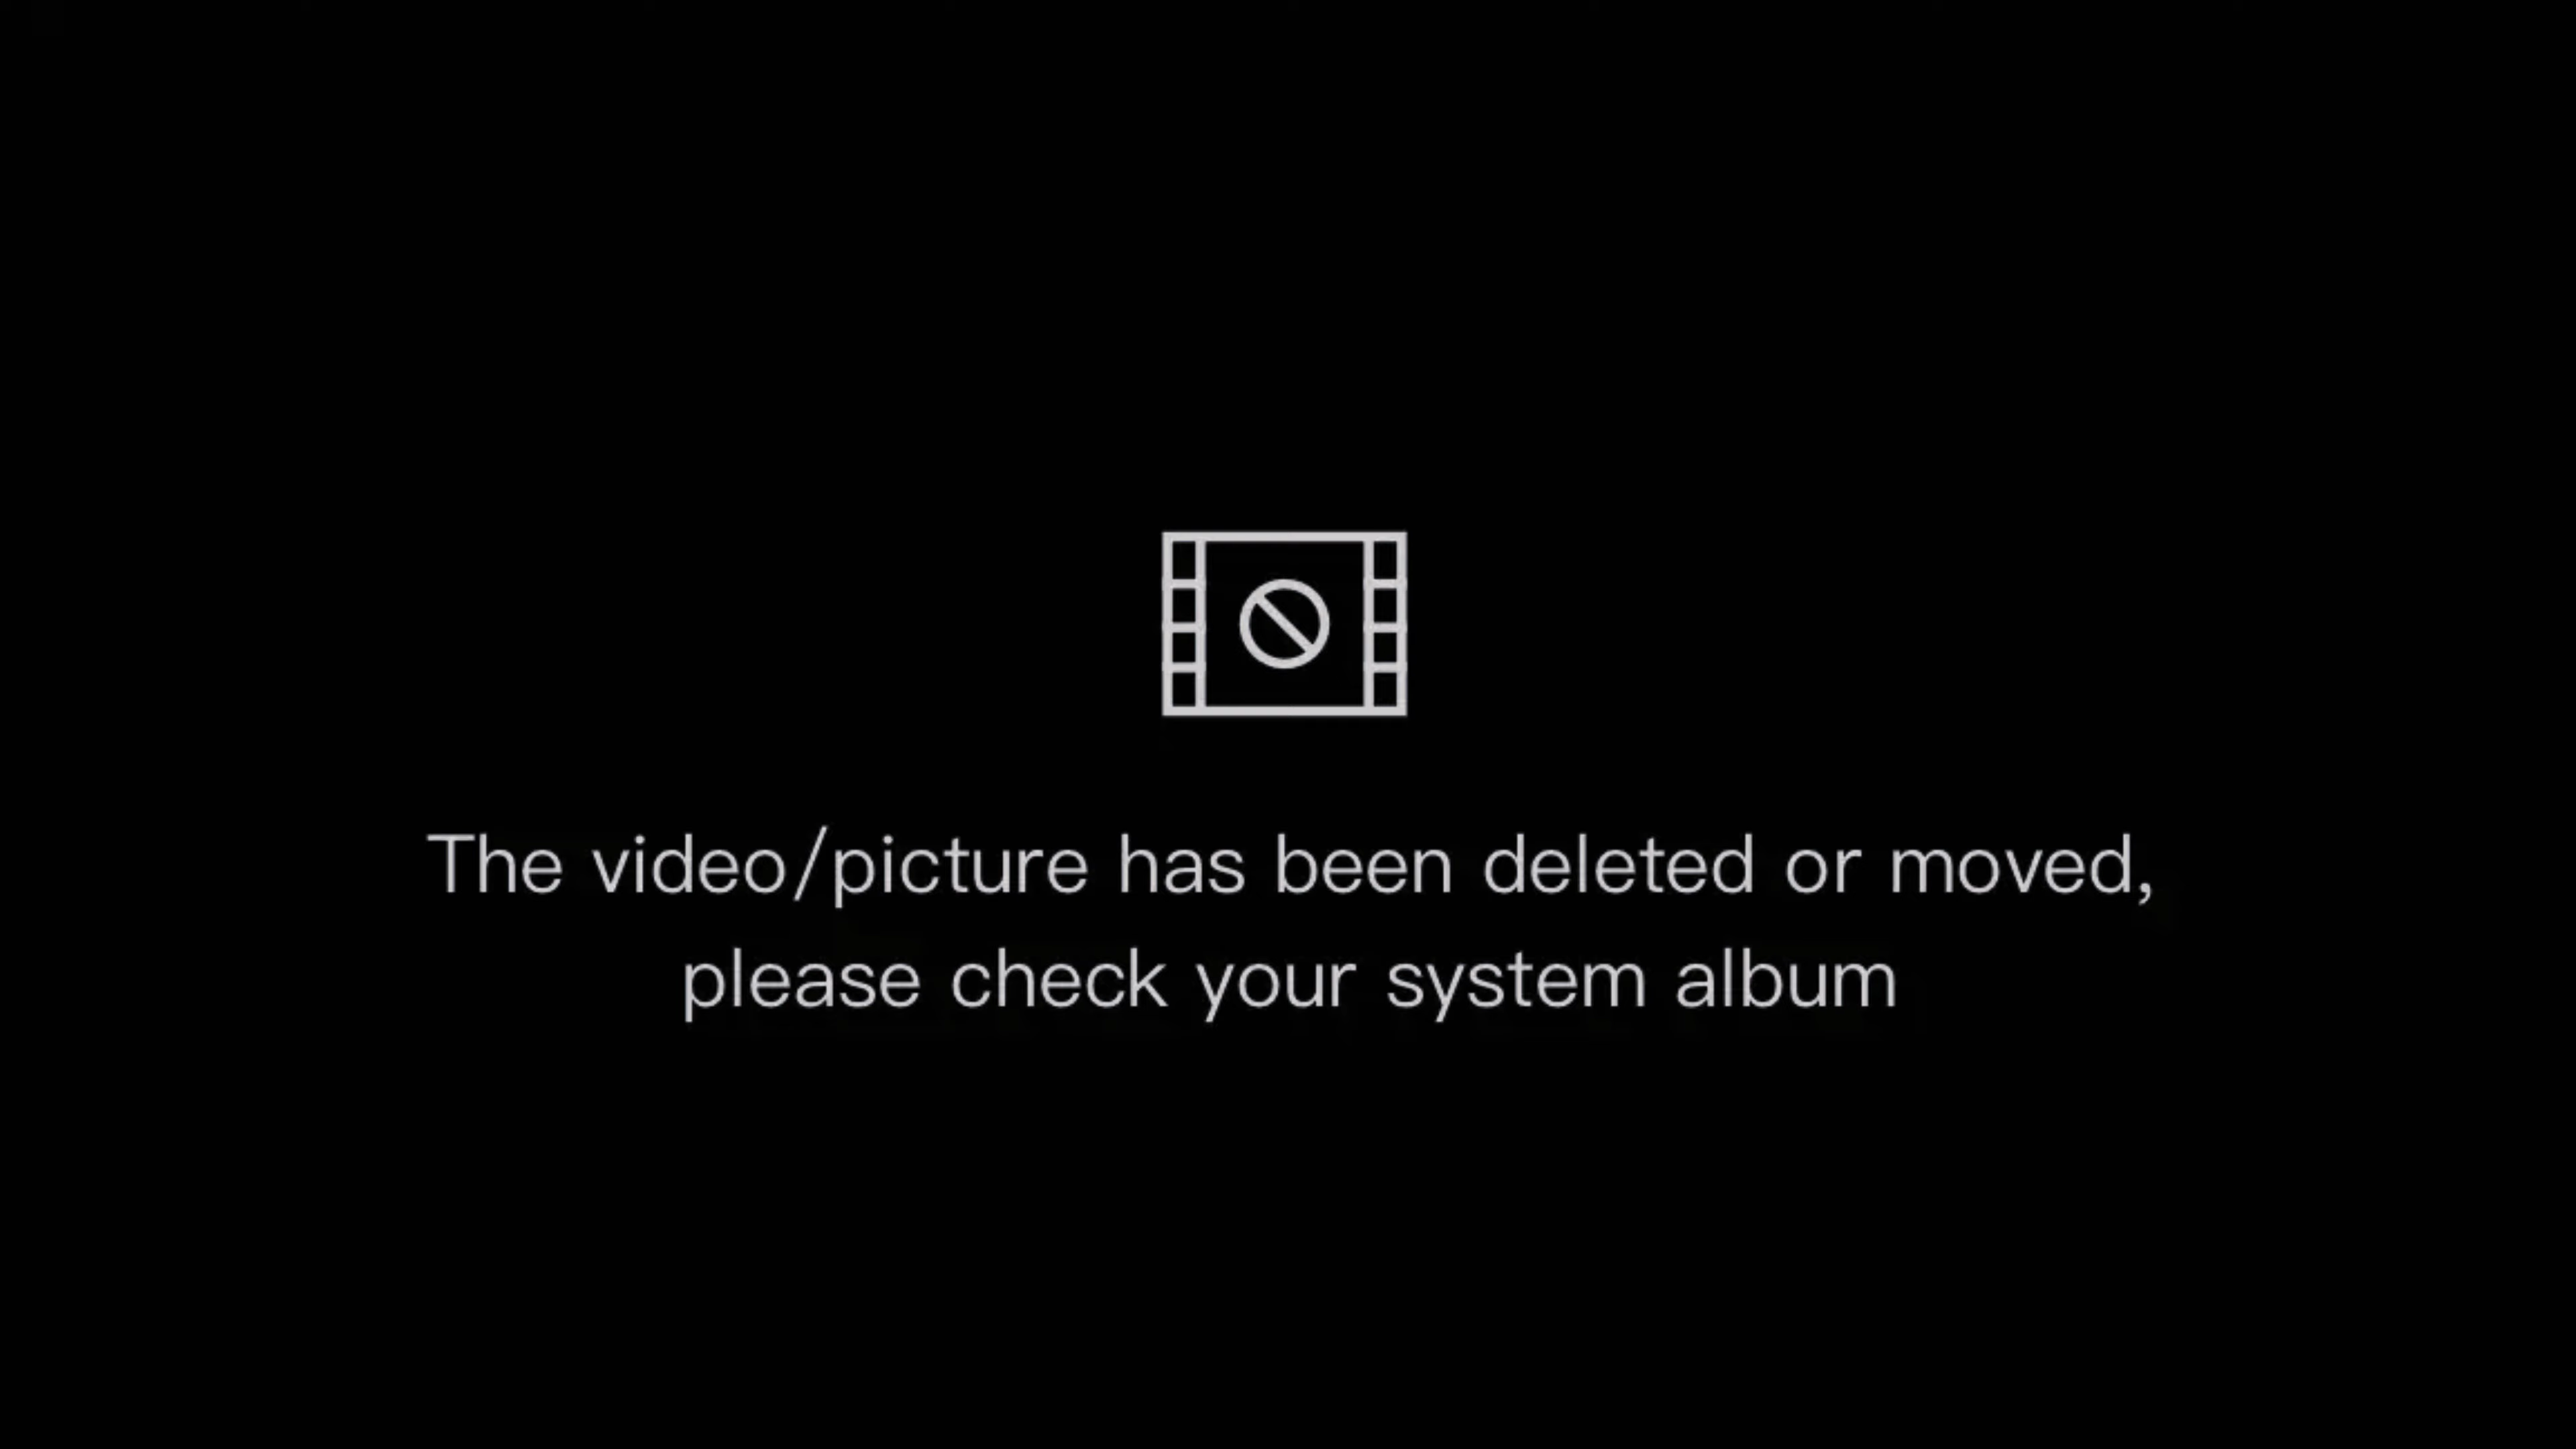 The video/picture has been deleted or moved,
please check your system album